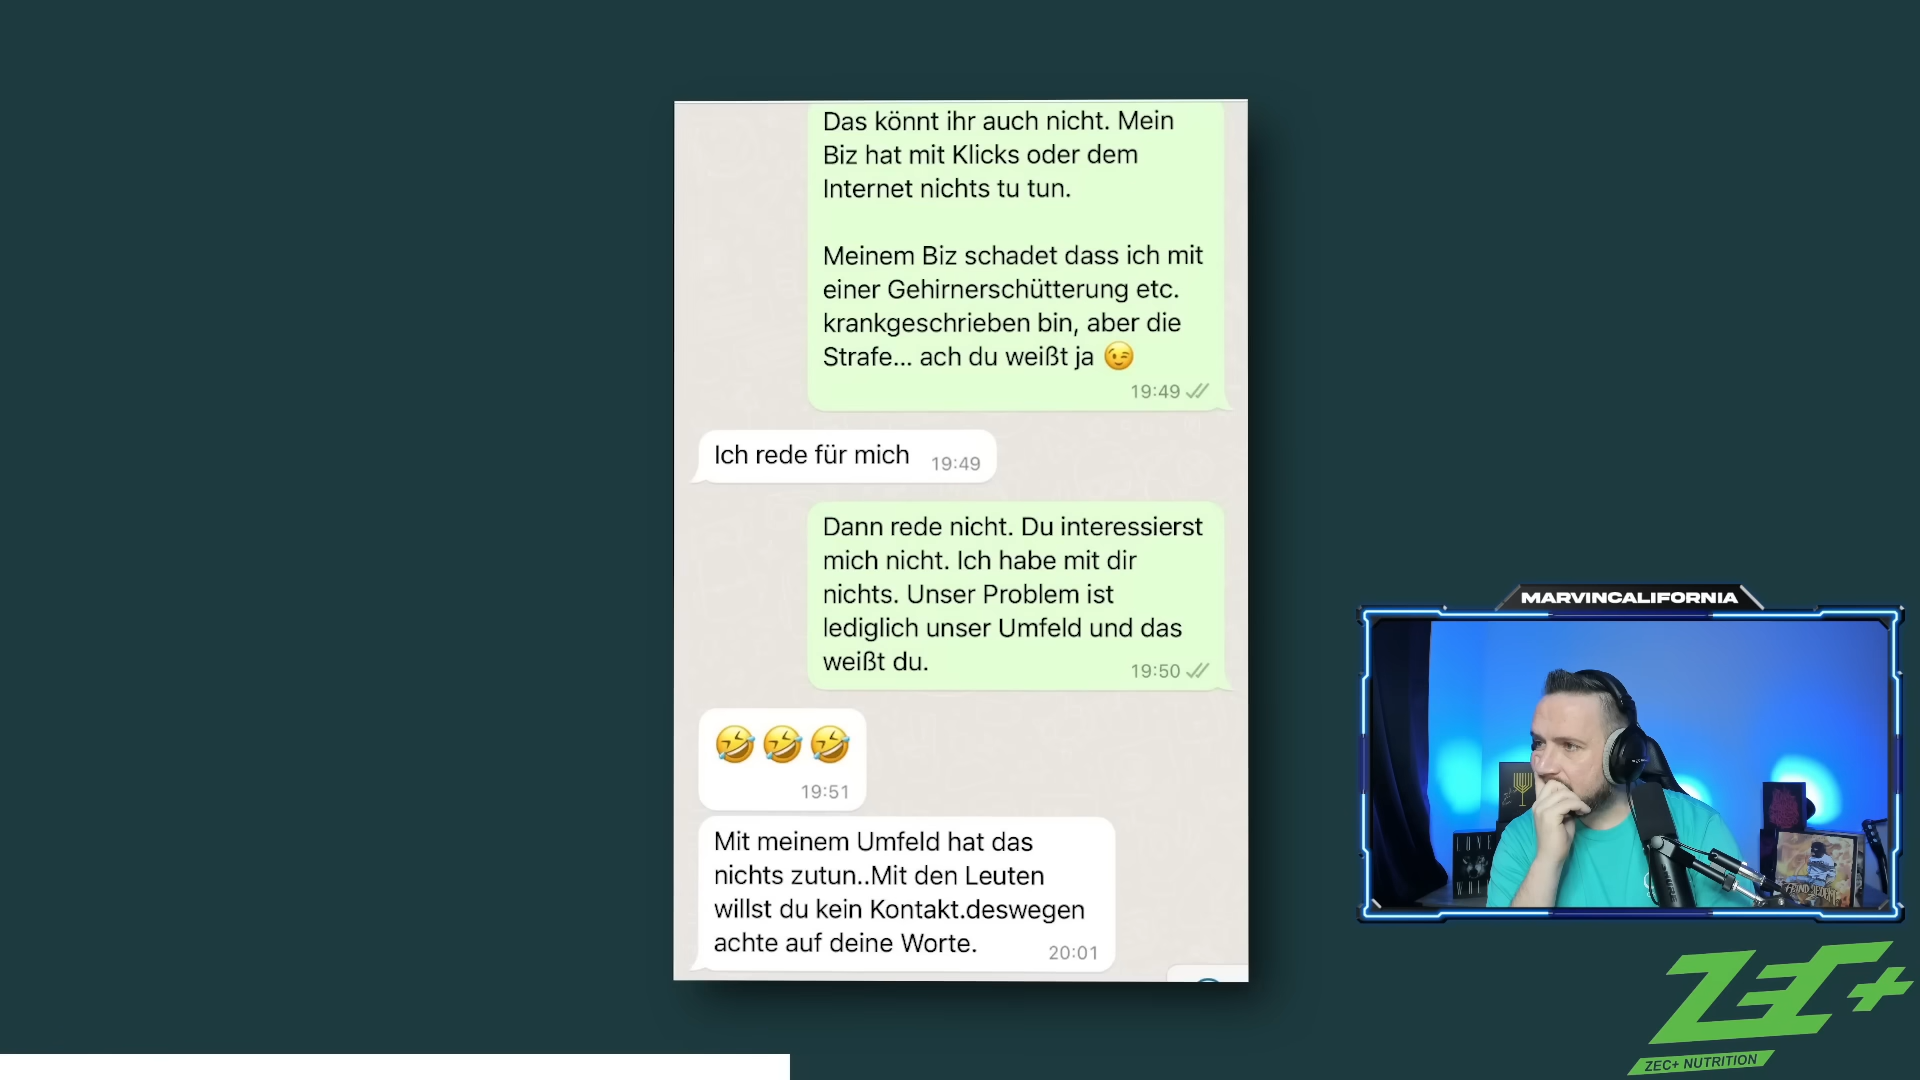 Das könnt ihr auch nicht. Mein
Biz hat mit Klicks oder dem
Internet nichts tu tun.
Meinem Biz schadet dass ich mit
einer Gehirnerschütterung etc.
krankgeschrieben bin, aber die
Strafe... ach du weißt ja 😉
19:49
Ich rede für mich 19:49
Dann rede nicht. Du interessierst
mich nicht. Ich habe mit dir
nichts. Unser Problem ist
lediglich unser Umfeld und das
weißt du. 19:50
🤣🤣🤣
19:51
Mit meinem Umfeld hat das
nichts zutun..Mit den Leuten
willst du kein Kontakt.deswegen
achte auf deine Worte. 20:01
MARVINCALIFORNIA
ZEC+
ZEC+ NUTRITION